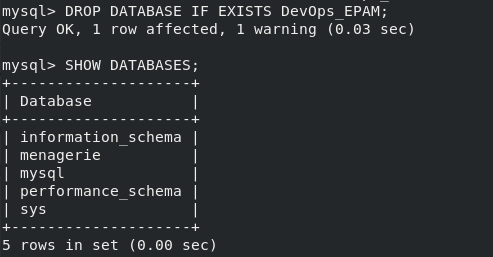 mysql> DROP DATABASE IF EXISTS DevOps_EPAM;
Query OK, 1 row affected, 1 warning (0.03 sec)

mysql> SHOW DATABASES;
+--------------------+
| Database           |
+--------------------+
| information_schema |
| menagerie          |
| mysql              |
| performance_schema |
| sys                |
+--------------------+
5 rows in set (0.00 sec)